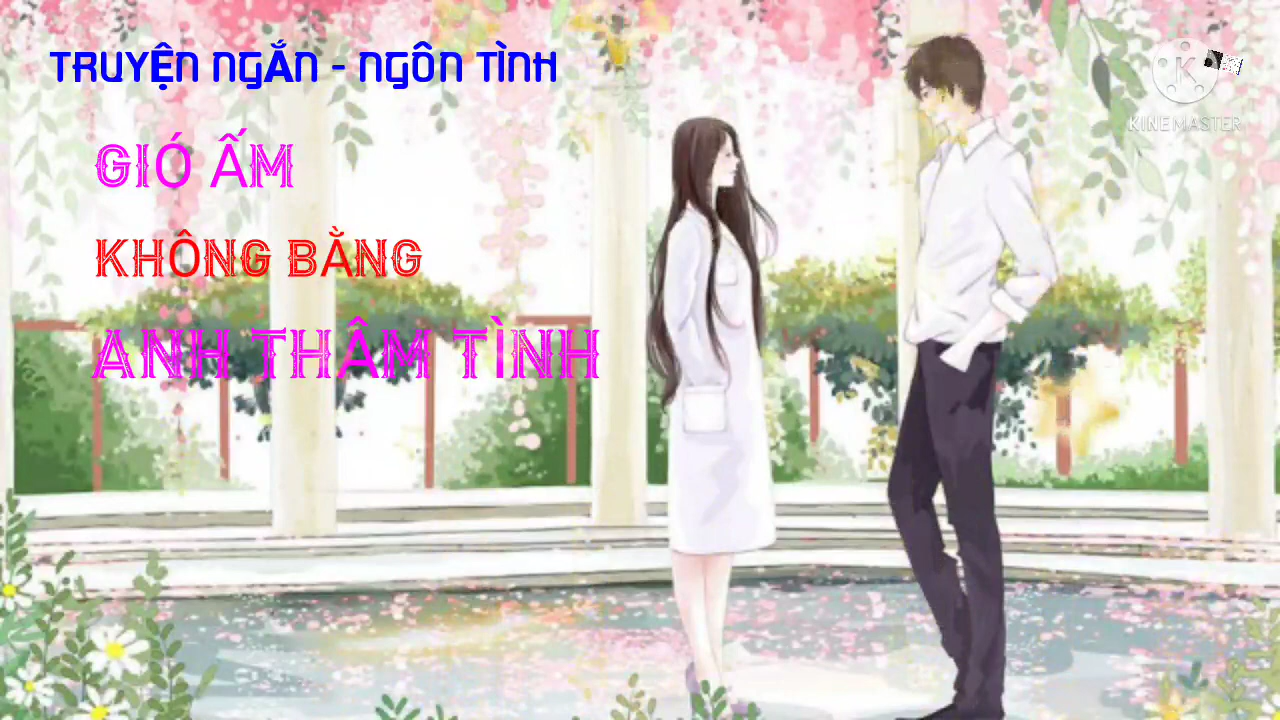 TRUYỆN NGẮN - NGÔN TÌNH
GIÓ ẤM
KHÔNG BẰNG
ANH THÂM TÌNH
K
KINEMASTER